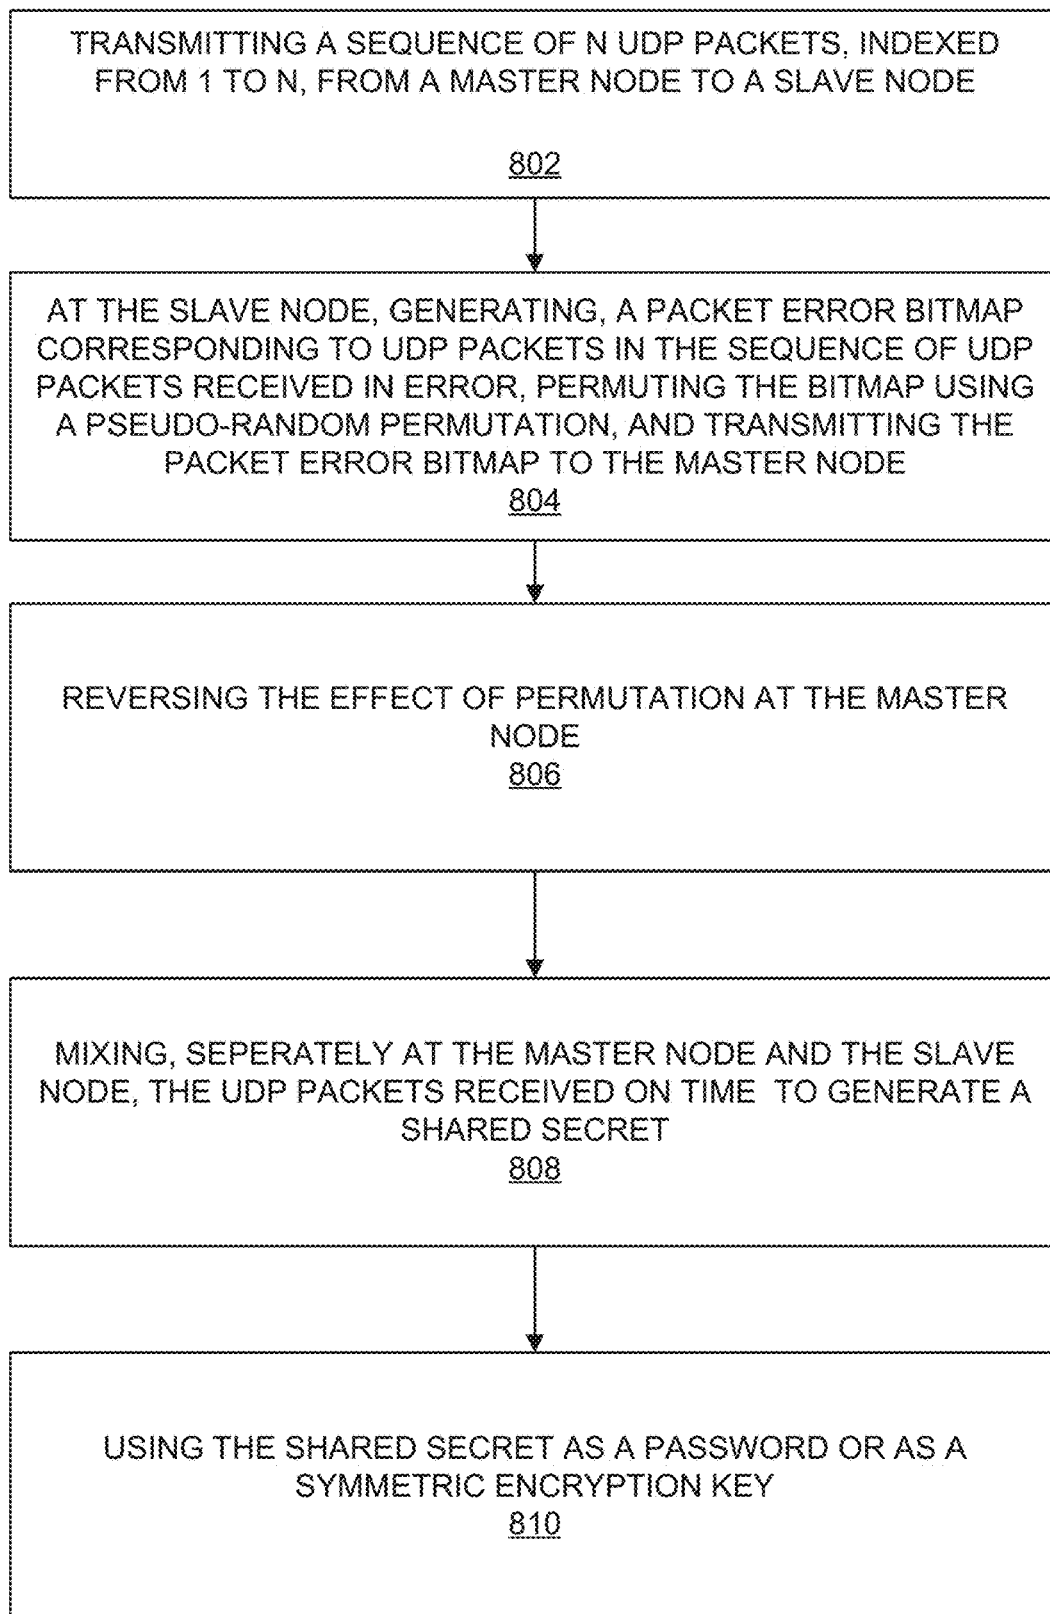 TRANSMITTING A SEQUENCE OF N UDP PACKETS, INDEXED
FROM 1 TO N, FROM A MASTER NODE TO A SLAVE NODE
802
AT THE SLAVE NODE, GENERATING, A PACKET ERROR BITMAP
CORRESPONDING TO UDP PACKETS IN THE SEQUENCE OF UDP
PACKETS RECEIVED IN ERROR, PERMUTING THE BITMAP USING
A PSEUDO-RANDOM PERMUTATION, AND TRANSMITTING THE
PACKET ERROR BITMAP TO THE MASTER NODE
804
REVERSING THE EFFECT OF PERMUTATION AT THE MASTER
NODE
806
MIXING, SEPERATELY AT THE MASTER NODE AND THE SLAVE
NODE, THE UDP PACKETS RECEIVED ON TIME TO GENERATE A
SHARED SECRET
808
USING THE SHARED SECRET AS A PASSWORD OR AS A
SYMMETRIC ENCRYPTION KEY
810